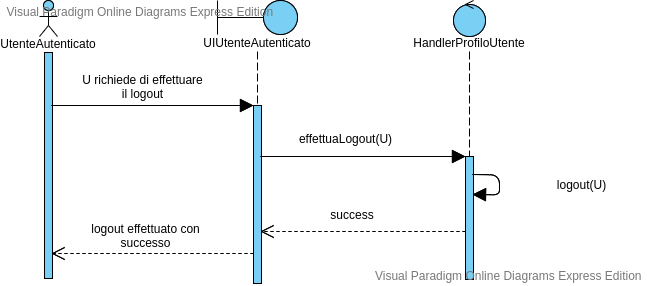 Visual Paradigm Online Diagrams Express Edition
UtenteAutenticato
UIUtenteAutenticato
HandlerProfiloUtente
U richiede di effettuare
il logout
effettuaLogout(U)
logout(U)
success
logout effettuato con
successo
Visual Paradigm Online Diagrams Express Edition